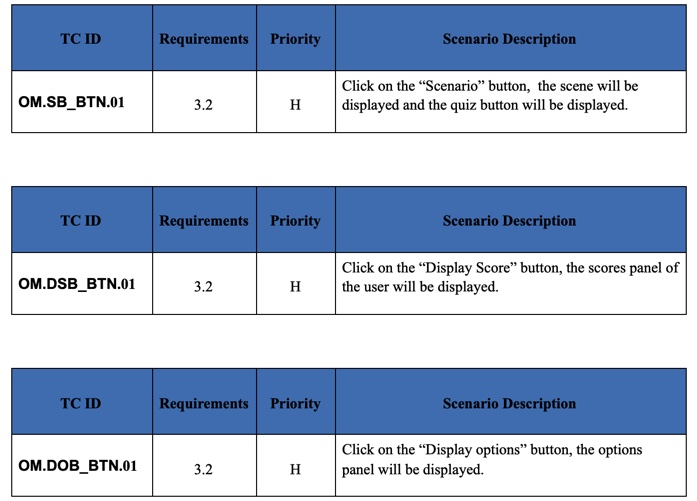 TC ID Requirements Priority Scenario Description
OM.SB_BTN.01 3.2 H Click on the “Scenario” button,  the scene will be
displayed and the quiz button will be displayed.
TC ID Requirements Priority Scenario Description
OM.DSB_BTN.01 3.2 H Click on the “Display Score” button, the scores panel of
the user will be displayed.
TC ID Requirements Priority Scenario Description
OM.DOB_BTN.01 3.2 H Click on the “Display options” button, the options
panel will be displayed.